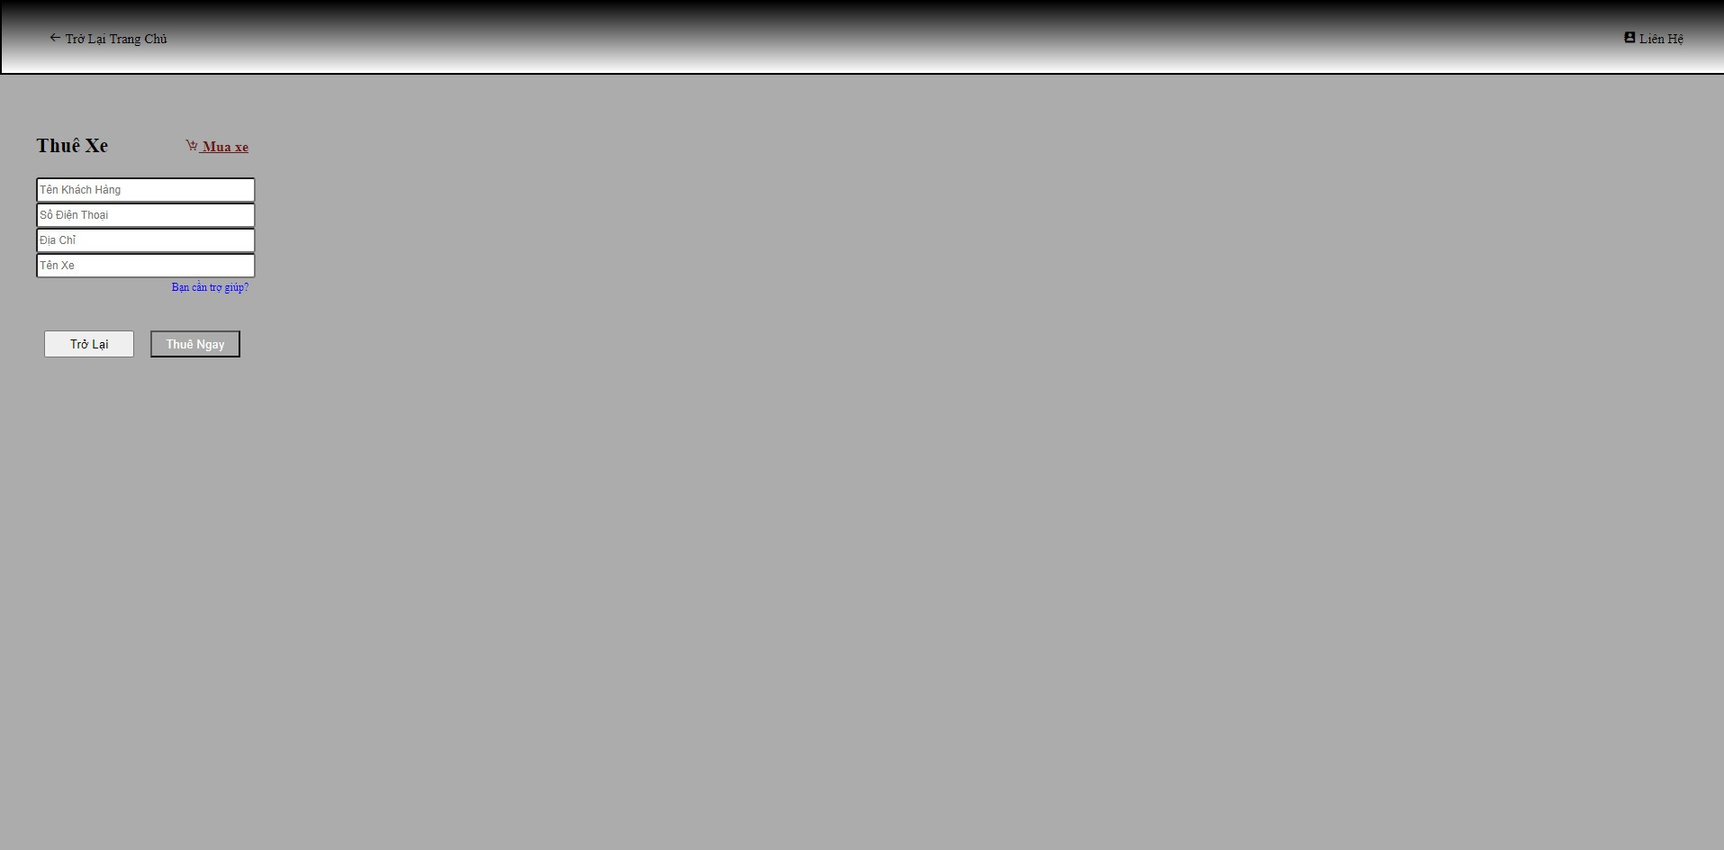 Trở Lại Trang Chủ
Liên Hệ
Thuê Xe
Mua xe
Tên Khách Hàng
Số Điện Thoại
Địa Chỉ
Tên Xe
Bạn cần trợ giúp?
Trở Lại
Thuê Ngay